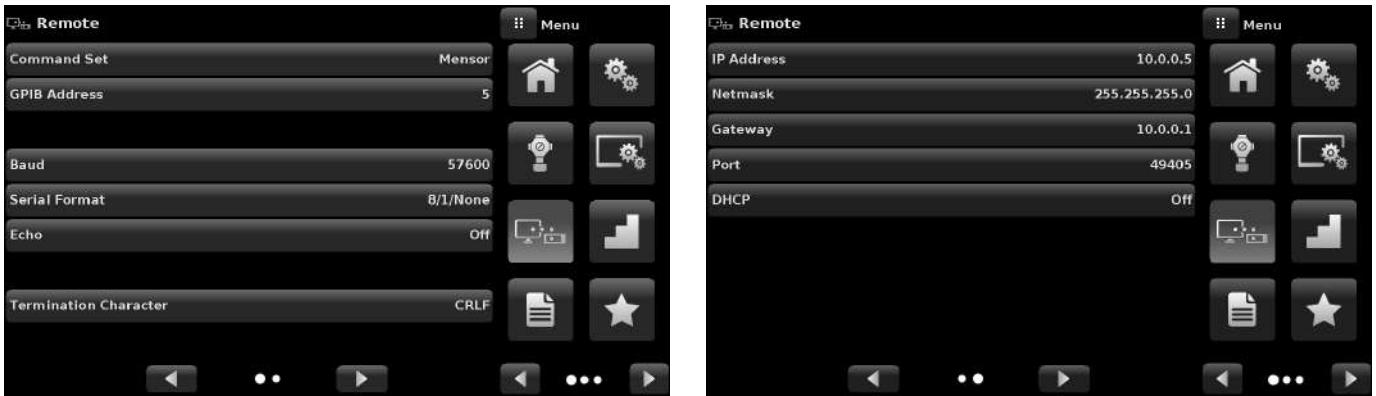 Remote
Menu
Command Set Mensor
GPIB Address 5
Baud 57600
Serial Format 8/1/None
Echo Off
Termination Character CRLF
Remote
Menu
IP Address 10.0.0.5
Netmask 255.255.255.0
Gateway 10.0.0.1
Port 49405
DHCP Off